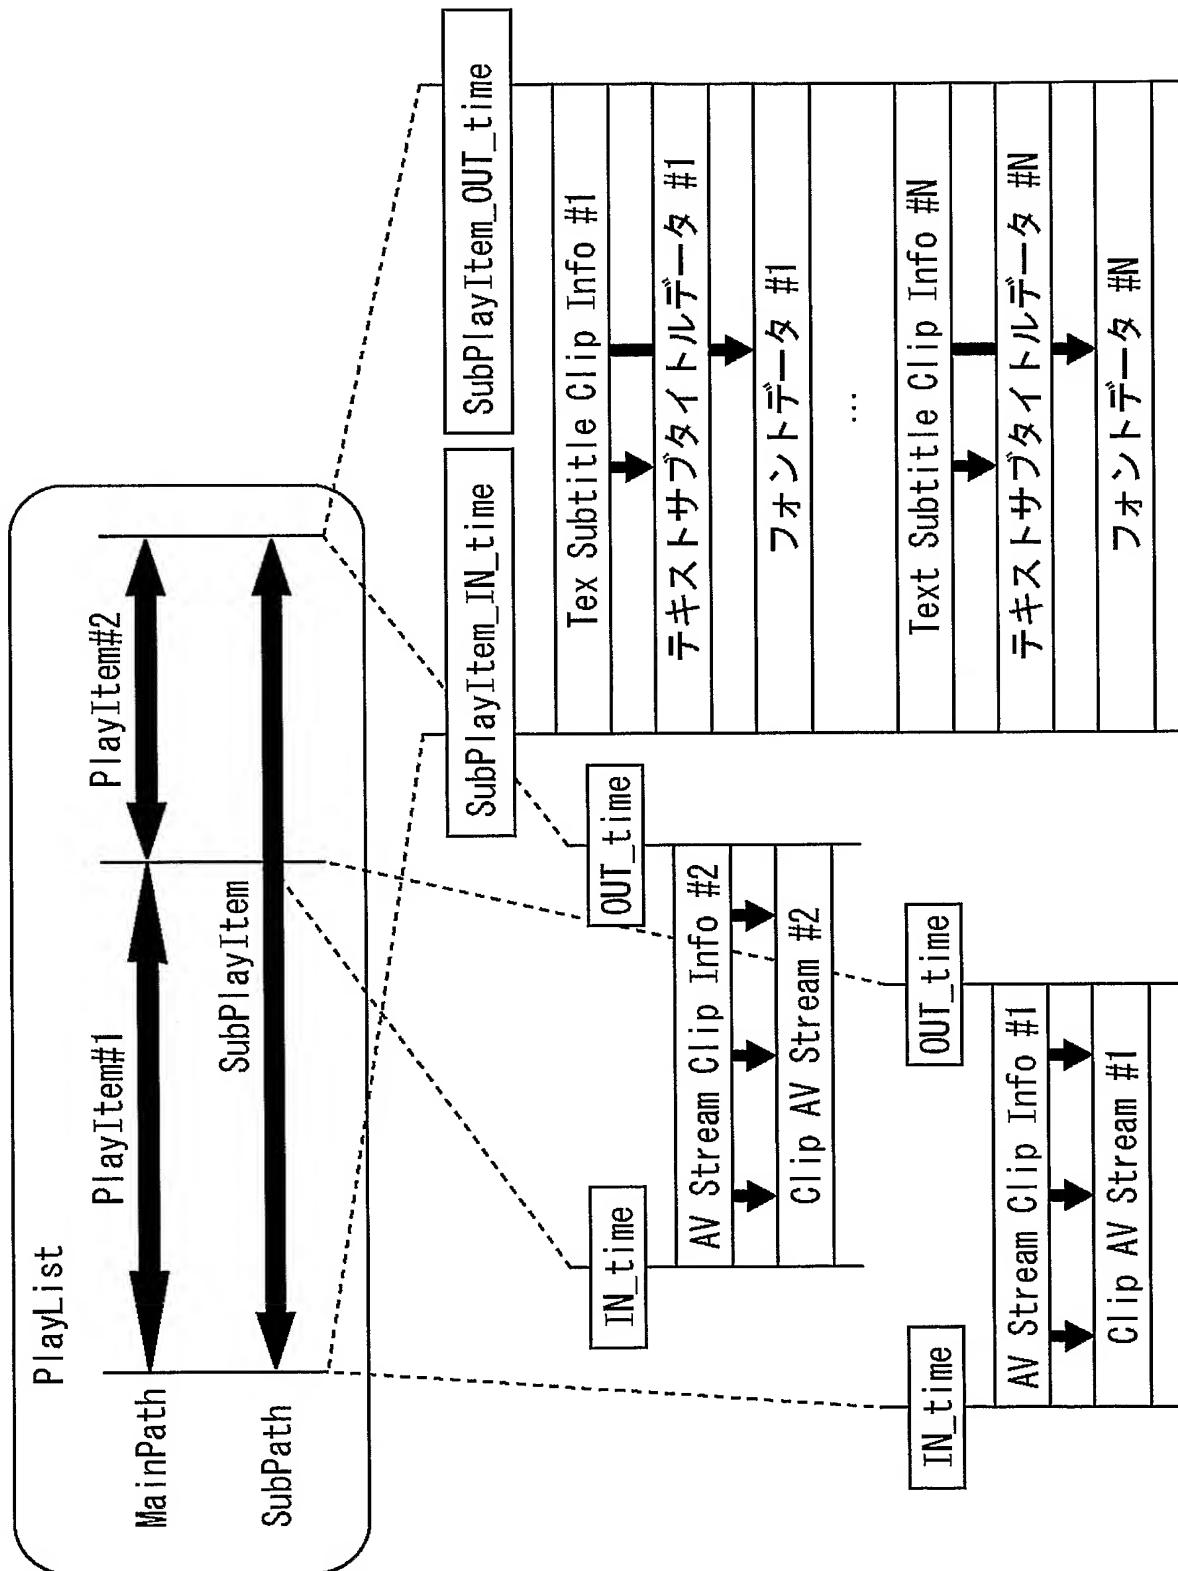 PlayList
MainPath
PlayItem#1
PlayItem#2
SubPath
SubPlayItem
SubPlayItem_IN_time
SubPlayItem_OUT_time
Tex Subtitle Clip Info #1
テキストサブタイトルデータ #1
フォントデータ #1
...
Text Subtitle Clip Info #N
テキストサブタイトルデータ #N
フォントデータ #N
IN_time
OUT_time
AV Stream Clip Info #2
Clip AV Stream #2
IN_time
OUT_time
AV Stream Clip Info #1
Clip AV Stream #1